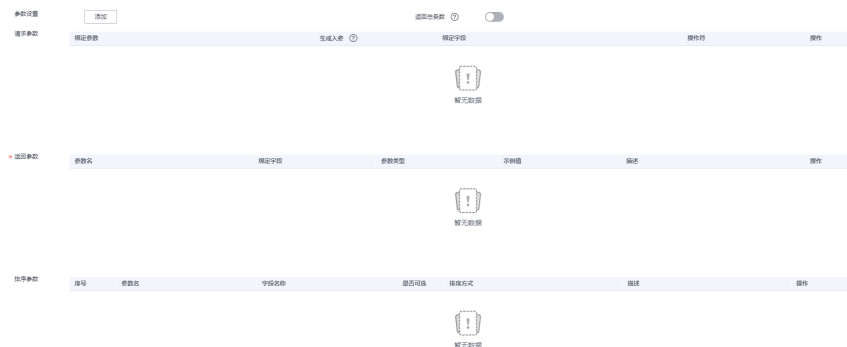 参数设置 添加 返回总条数 ?
请求参数
绑定参数 生成入参 ? 绑定字段 操作符 操作
暂无数据
* 返回参数
参数名 绑定字段 参数类型 示例值 描述 操作
暂无数据
排序参数
序号 参数名 字段名称 是否可选 排序方式 描述 操作
暂无数据